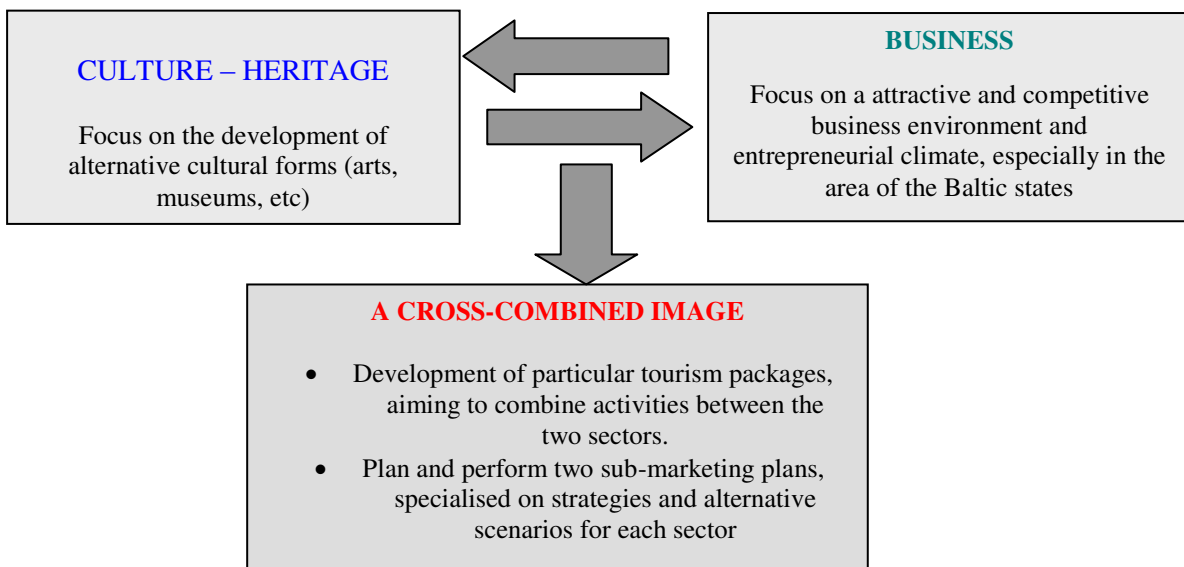 CULTURE – HERITAGE
Focus on the development of
alternative cultural forms (arts,
museums, etc)
BUSINESS
Focus on a attractive and competitive
business environment and
entrepreneurial climate, especially in the
area of the Baltic states
A CROSS-COMBINED IMAGE
• Development of particular tourism packages,
aiming to combine activities between the
two sectors.
• Plan and perform two sub-marketing plans,
specialised on strategies and alternative
scenarios for each sector